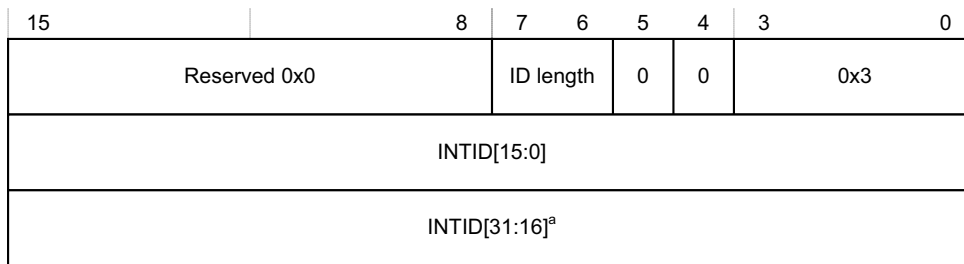 15 8 7 6 5 4 3 0
Reserved 0x0 ID length 0 0 0x3
INTID[15:0]
INTID[31:16]ᵃ